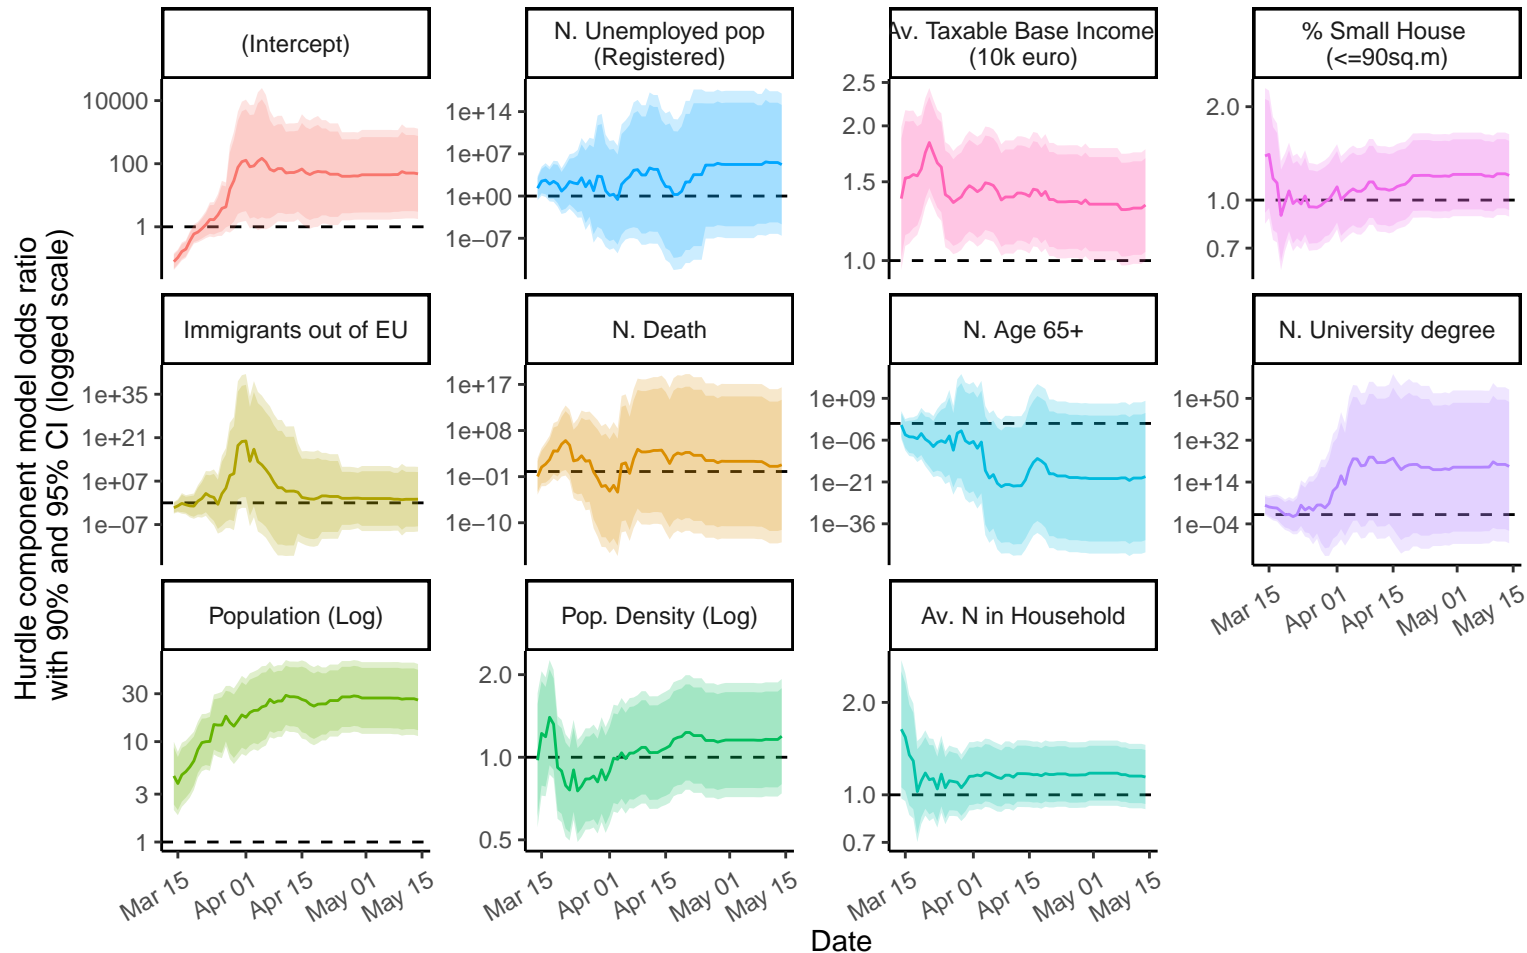 Hurdle component model odds ratio
with 90% and 95% CI (logged scale)
(Intercept)
10000
100
1
N. Unemployed pop
(Registered)
1e+14
1e+07
1e+00
1e−07
Av. Taxable Base Income
(10k euro)
2.5
2.0
1.5
1.0
% Small House
(<=90sq.m)
2.0
1.0
0.7
Immigrants out of EU
1e+35
1e+21
1e+07
1e−07
N. Death
1e+17
1e+08
1e−01
1e−10
N. Age 65+
1e+09
1e−06
1e−21
1e−36
N. University degree
1e+50
1e+32
1e+14
1e−04
Mar 15
Apr 01
Apr 15
May 01
May 15
Population (Log)
30
10
3
1
Mar 15
Apr 01
Apr 15
May 01
May 15
Pop. Density (Log)
2.0
1.0
0.5
Mar 15
Apr 01
Apr 15
May 01
May 15
Av. N in Household
2.0
1.0
0.7
Mar 15
Apr 01
Apr 15
May 01
May 15
Date